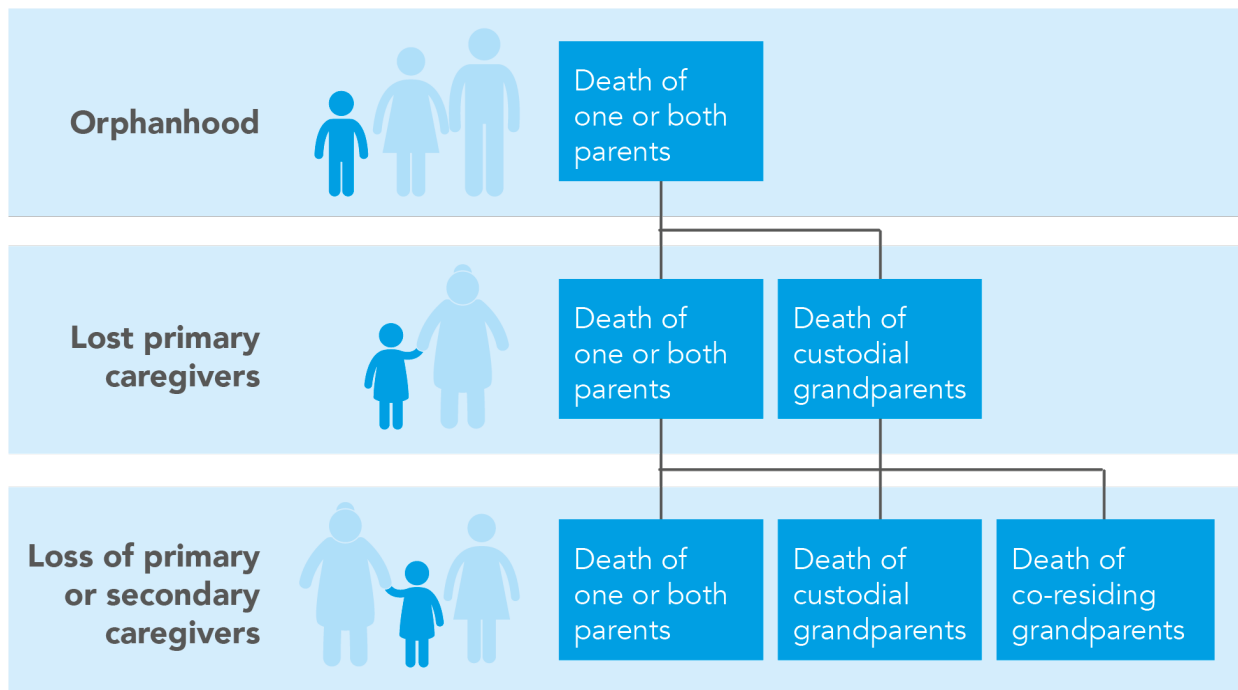 Orphanhood
Death of
one or both
parents
Lost primary
caregivers
Death of
one or both
parents
Death of
custodial
grandparents
Loss of primary
or secondary
caregivers
Death of
one or both
parents
Death of
custodial
grandparents
Death of
co-residing
grandparents